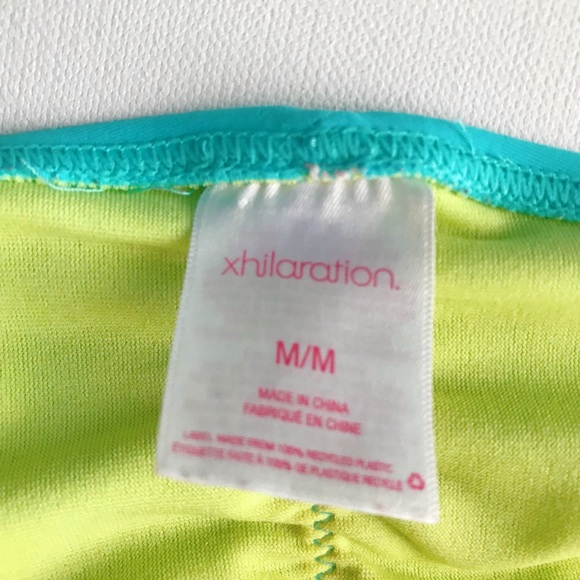 xhilaration.
M/M
MADE IN CHINA
FABRIQUÉ EN CHINE
LABEL MADE FROM 100% RECYCLED PLASTIC
ÉTIQUETTE FAITE À 100% DE PLASTIQUE RECYCLÉ